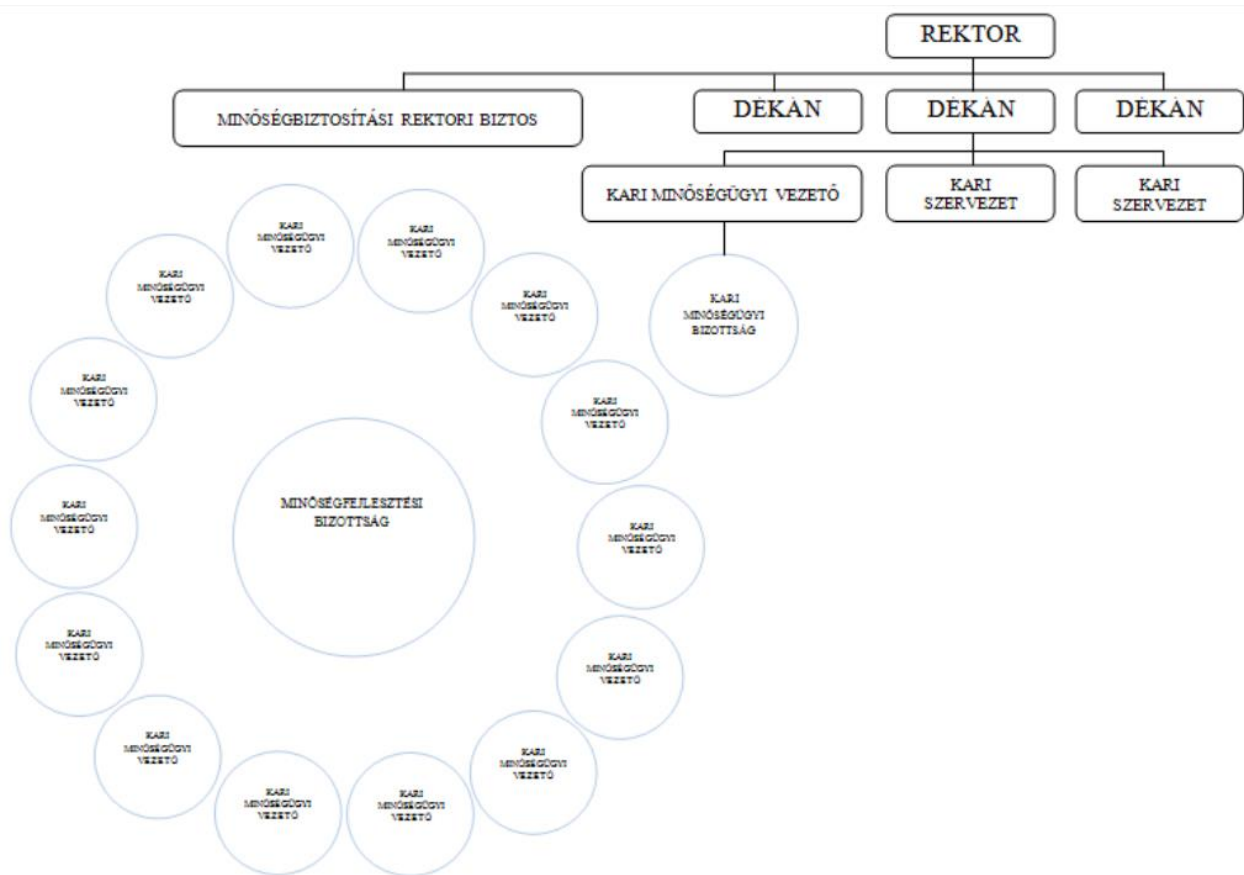 REKTOR
MINŐSÉGBIZTOSÍTÁSI REKTORI BIZTOS
DÉKÁN
DÉKÁN
DÉKÁN
KARI MINŐSÉGÜGYI VEZETŐ
KARI
SZERVEZET
KARI
SZERVEZET
KARI
MINŐSÉGÜGYI
BIZOTTSÁG
KARI
MINŐSÉGÜGYI
VEZETŐ
KARI
MINŐSÉGÜGYI
VEZETŐ
KARI
MINŐSÉGÜGYI
VEZETŐ
KARI
MINŐSÉGÜGYI
VEZETŐ
KARI
MINŐSÉGÜGYI
VEZETŐ
KARI
MINŐSÉGÜGYI
VEZETŐ
MINŐSÉGFEJLESZTÉSI
BIZOTTSÁG
KARI
MINŐSÉGÜGYI
VEZETŐ
KARI
MINŐSÉGÜGYI
VEZETŐ
KARI
MINŐSÉGÜGYI
VEZETŐ
KARI
MINŐSÉGÜGYI
VEZETŐ
KARI
MINŐSÉGÜGYI
VEZETŐ
KARI
MINŐSÉGÜGYI
VEZETŐ
KARI
MINŐSÉGÜGYI
VEZETŐ
KARI
MINŐSÉGÜGYI
VEZETŐ